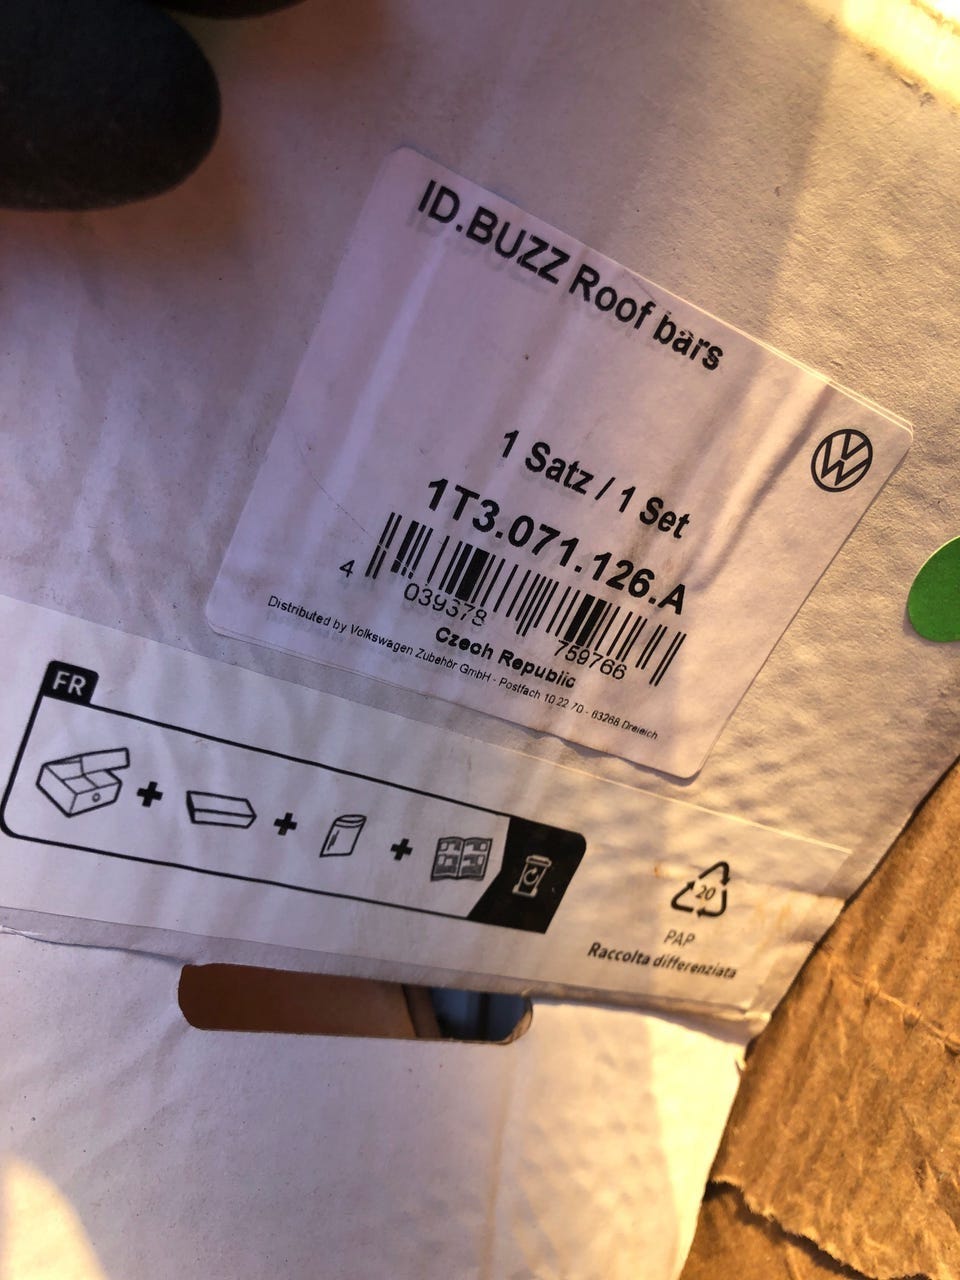 ID.BUZZ Roof bars
1 Satz / 1 Set
1T3.071.126.A
4 039378 759766
Czech Republic
Distributed by Volkswagen Zubehör GmbH - Postfach 10 22 70 - 63268 Dreieich
FR
20
PAP
Raccolta differenziata